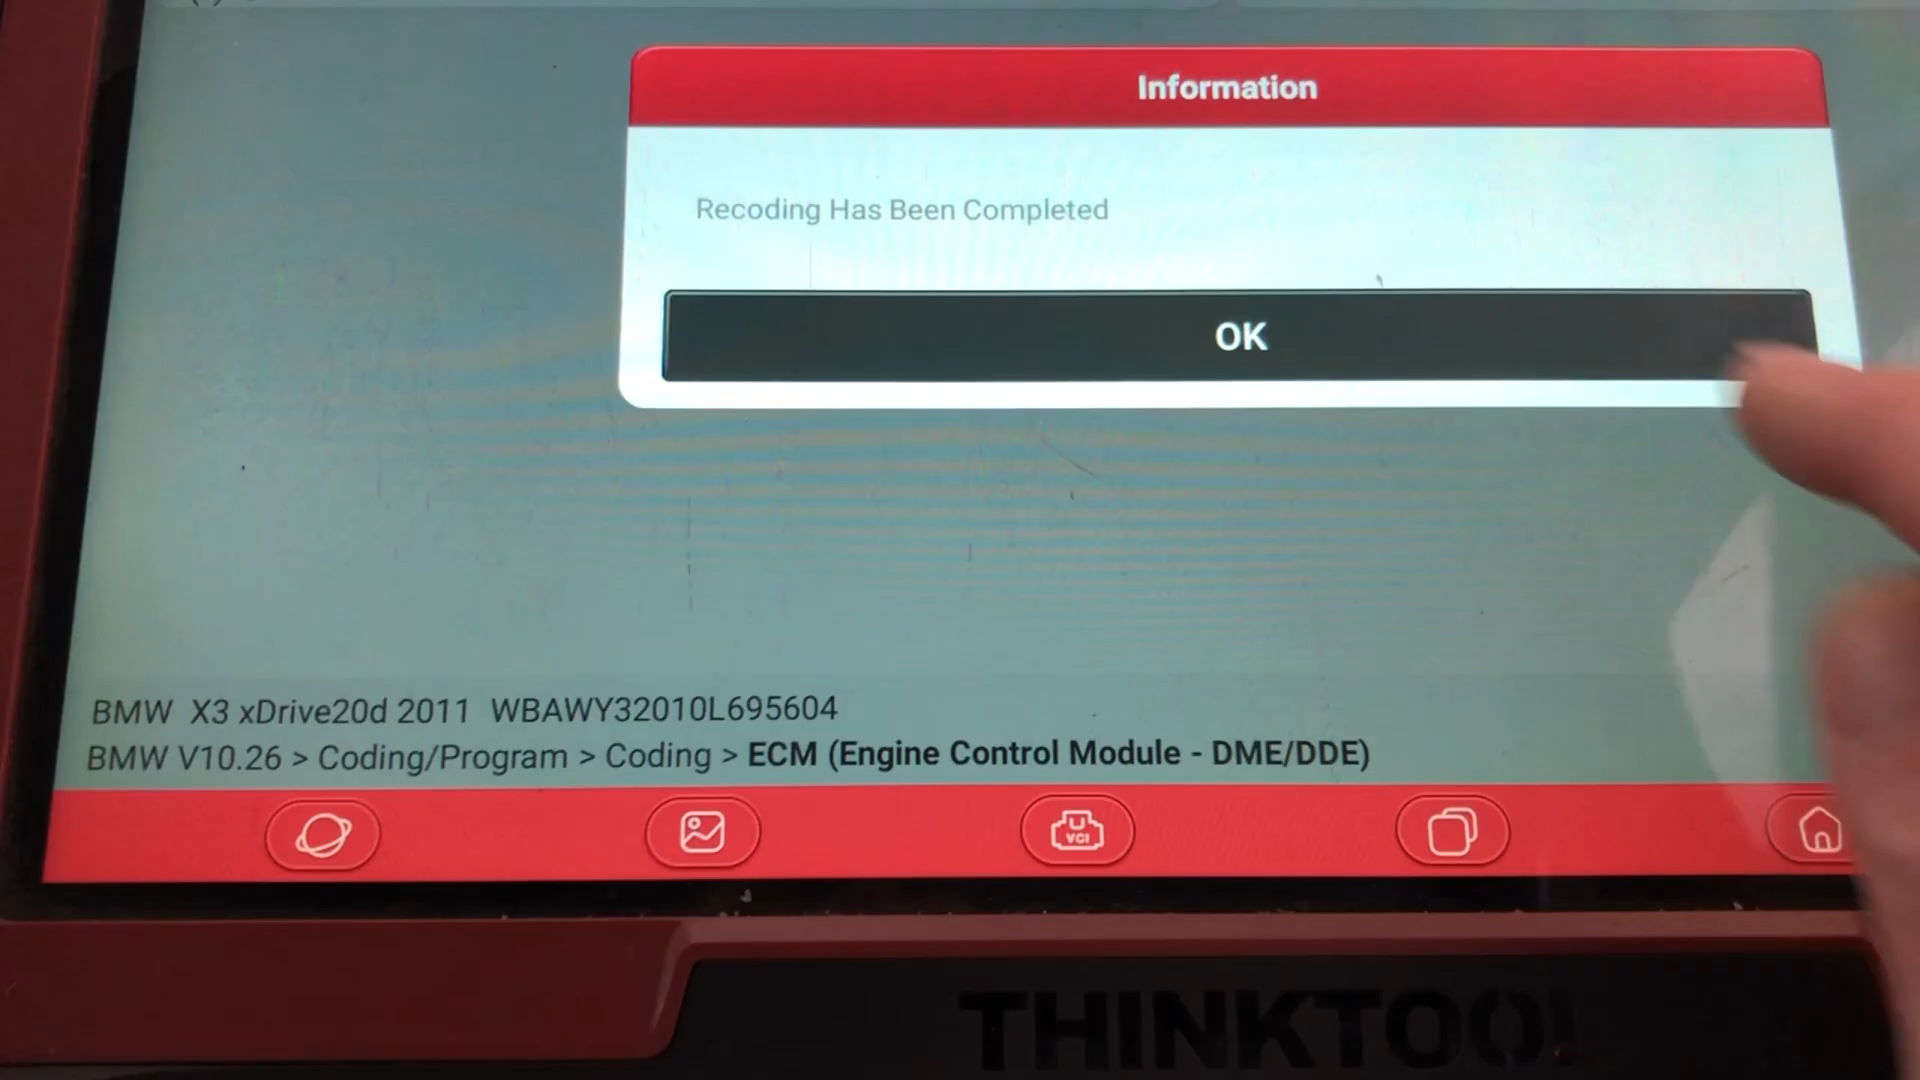 Information
Recoding Has Been Completed
OK
BMW X3 xDrive20d 2011 WBAWY32010L695604
BMW V10.26 > Coding/Program > Coding > ECM (Engine Control Module - DME/DDE)
VCI
THINKTOOL